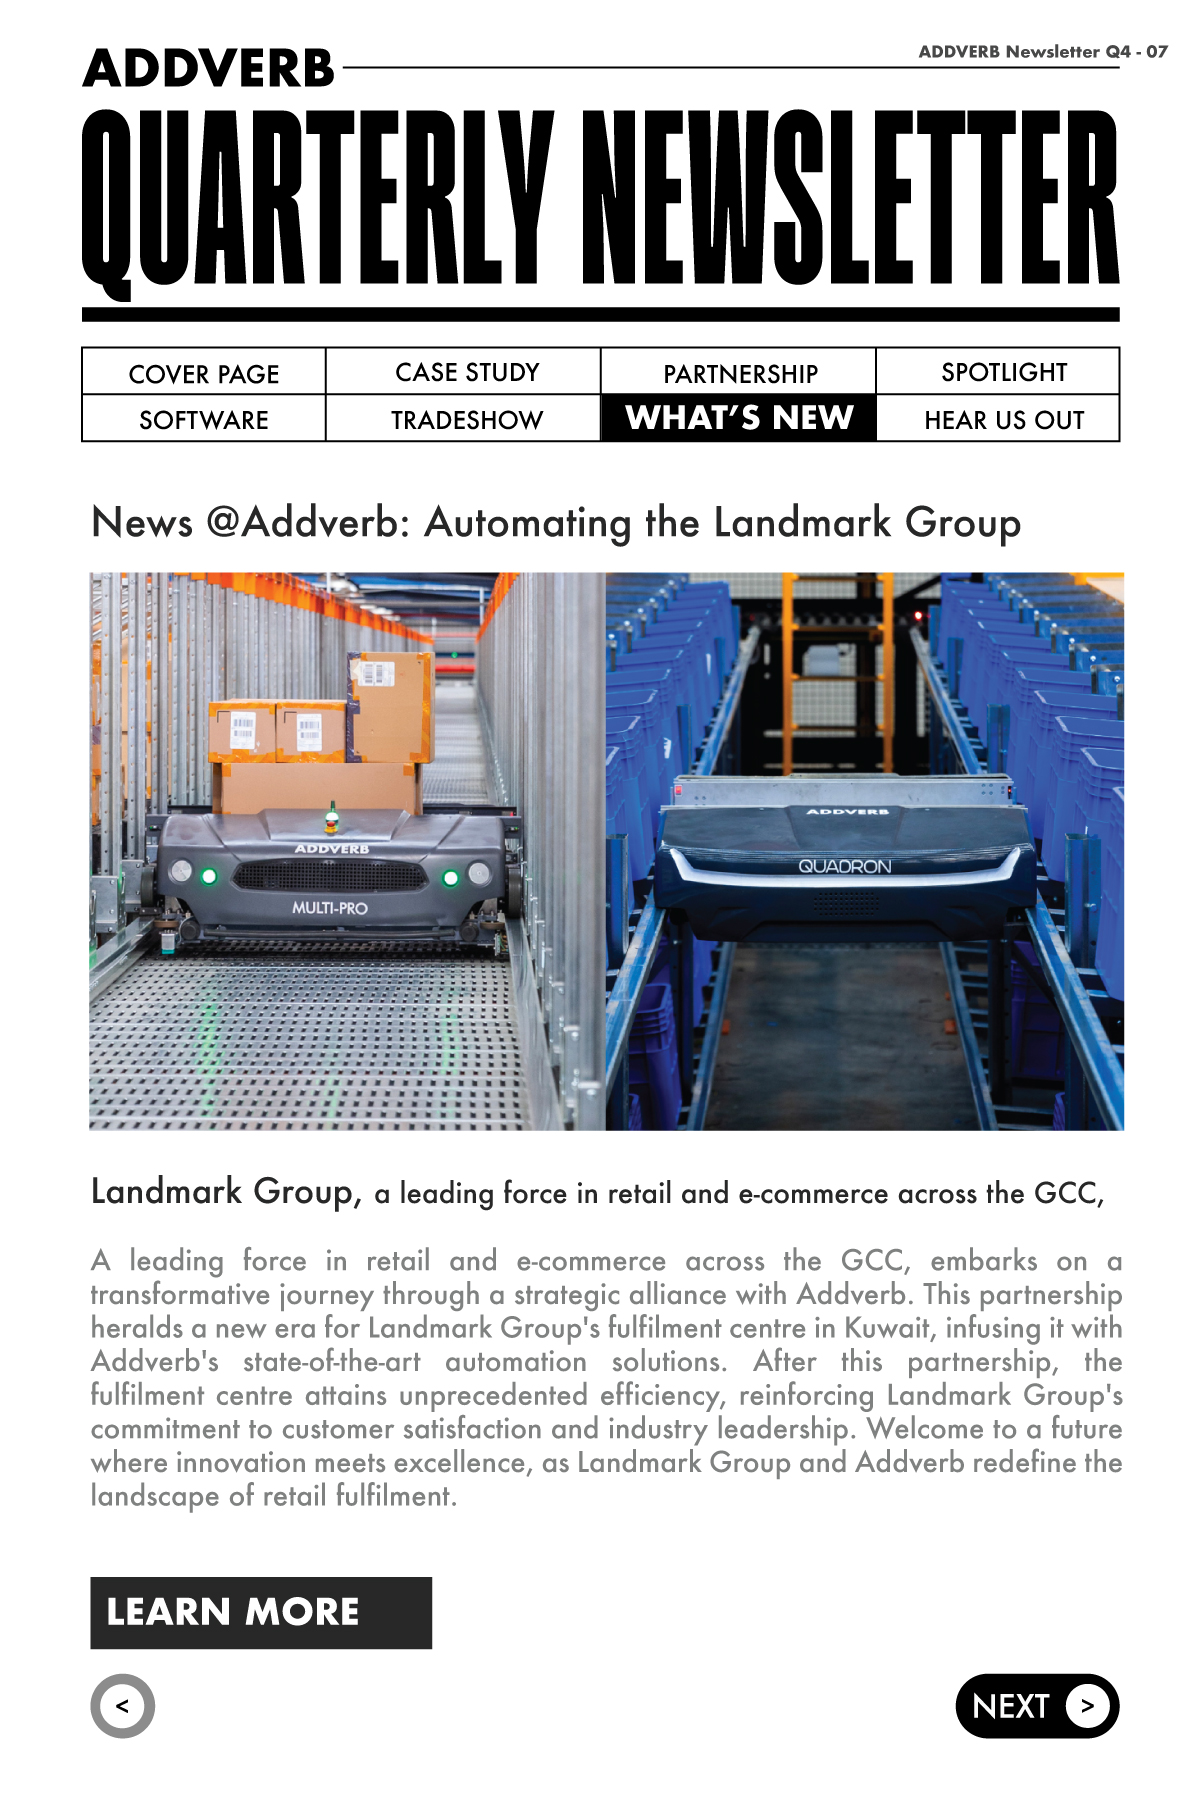 ADDVERB Newsletter Q4 - 07
ADDVERB
QUARTERLY NEWSLETTER
COVER PAGE CASE STUDY PARTNERSHIP SPOTLIGHT
SOFTWARE TRADESHOW WHAT'S NEW HEAR US OUT
News @Addverb: Automating the Landmark Group
ADDVERB
MULTI-PRO
ADDVERB
QUADRON
Landmark Group, a leading force in retail and e-commerce across the GCC,
A leading force in retail and e-commerce across the GCC, embarks on a
transformative journey through a strategic alliance with Addverb. This partnership
heralds a new era for Landmark Group's fulfilment centre in Kuwait, infusing it with
Addverb's state-of-the-art automation solutions. After this partnership, the
fulfilment centre attains unprecedented efficiency, reinforcing Landmark Group's
commitment to customer satisfaction and industry leadership. Welcome to a future
where innovation meets excellence, as Landmark Group and Addverb redefine the
landscape of retail fulfilment.
LEARN MORE
<
NEXT >